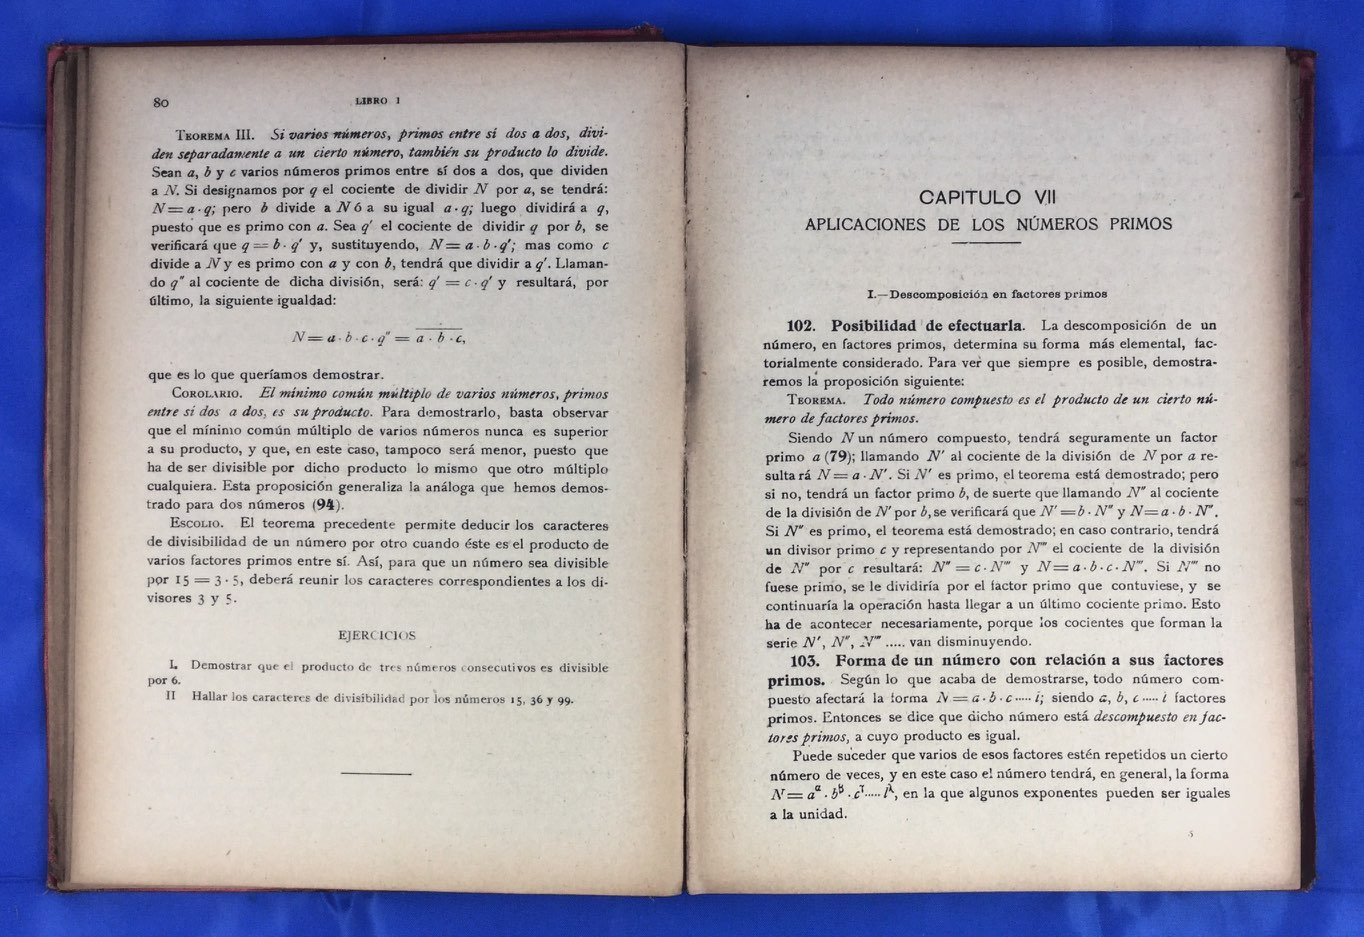 80
LIBRO I
TEOREMA III. Si varios números, primos entre sí dos a dos, divi-
den separadamente a un cierto número, también su producto lo divide.
Sean a, b y c varios números primos entre sí dos a dos, que dividen
a N. Si designamos por q el cociente de dividir N por a, se tendrá:
N = a · q; pero b divide a N ó a su igual a · q; luego dividirá a q,
puesto que es primo con a. Sea q′ el cociente de dividir q por b, se
verificará que q = b · q′ y, sustituyendo, N = a · b · q′; mas como c
divide a N y es primo con a y con b, tendrá que dividir a q′. Llaman-
do q″ al cociente de dicha división, será: q′ = c · q′ y resultará, por
último, la siguiente igualdad:
N = a · b · c · q″ = a · b · c,
que es lo que queríamos demostrar.
COROLARIO. El mínimo común múltiplo de varios números, primos
entre sí dos a dos, es su producto. Para demostrarlo, basta observar
que el mínimo común múltiplo de varios números nunca es superior
a su producto, y que, en este caso, tampoco será menor, puesto que
ha de ser divisible por dicho producto lo mismo que otro múltiplo
cualquiera. Esta proposición generaliza la análoga que hemos demos-
trado para dos números (94).
ESCOLIO. El teorema precedente permite deducir los caracteres
de divisibilidad de un número por otro cuando éste es el producto de
varios factores primos entre sí. Así, para que un número sea divisible
por 15 = 3 · 5, deberá reunir los caracteres correspondientes a los di-
visores 3 y 5.
EJERCICIOS
I. Demostrar que el producto de tres números consecutivos es divisible
por 6.
II Hallar los caracteres de divisibilidad por los números 15, 36 y 99.
CAPITULO VII
APLICACIONES DE LOS NÚMEROS PRIMOS
I.—Descomposición en factores primos
102. Posibilidad de efectuarla. La descomposición de un
número, en factores primos, determina su forma más elemental, fac-
torialmente considerado. Para ver que siempre es posible, demostra-
remos la proposición siguiente:
TEOREMA. Todo número compuesto es el producto de un cierto nú-
mero de factores primos.
Siendo N un número compuesto, tendrá seguramente un factor
primo a (79); llamando N′ al cociente de la división de N por a re-
sultará N = a · N′. Si N′ es primo, el teorema está demostrado; pero
si no, tendrá un factor primo b, de suerte que llamando N″ al cociente
de la división de N′ por b, se verificará que N′ = b · N″ y N = a · b · N″.
Si N″ es primo, el teorema está demostrado; en caso contrario, tendrá
un divisor primo c y representando por N‴ el cociente de la división
de N″ por c resultará: N″ = c · N‴ y N = a · b · c · N‴. Si N‴ no
fuese primo, se le dividiría por el factor primo que contuviese, y se
continuaría la operación hasta llegar a un último cociente primo. Esto
ha de acontecer necesariamente, porque los cocientes que forman la
serie N′, N″, N‴ ..... van disminuyendo.
103. Forma de un número con relación a sus factores
primos. Según lo que acaba de demostrarse, todo número com-
puesto afectará la forma N = a · b · c ····· l; siendo a, b, c ····· l factores
primos. Entonces se dice que dicho número está descompuesto en fac-
tores primos, a cuyo producto es igual.
Puede suceder que varios de esos factores estén repetidos un cierto
número de veces, y en este caso el número tendrá, en general, la forma
N = a^α · b^β · c^γ ····· l^λ, en la que algunos exponentes pueden ser iguales
a la unidad.
5